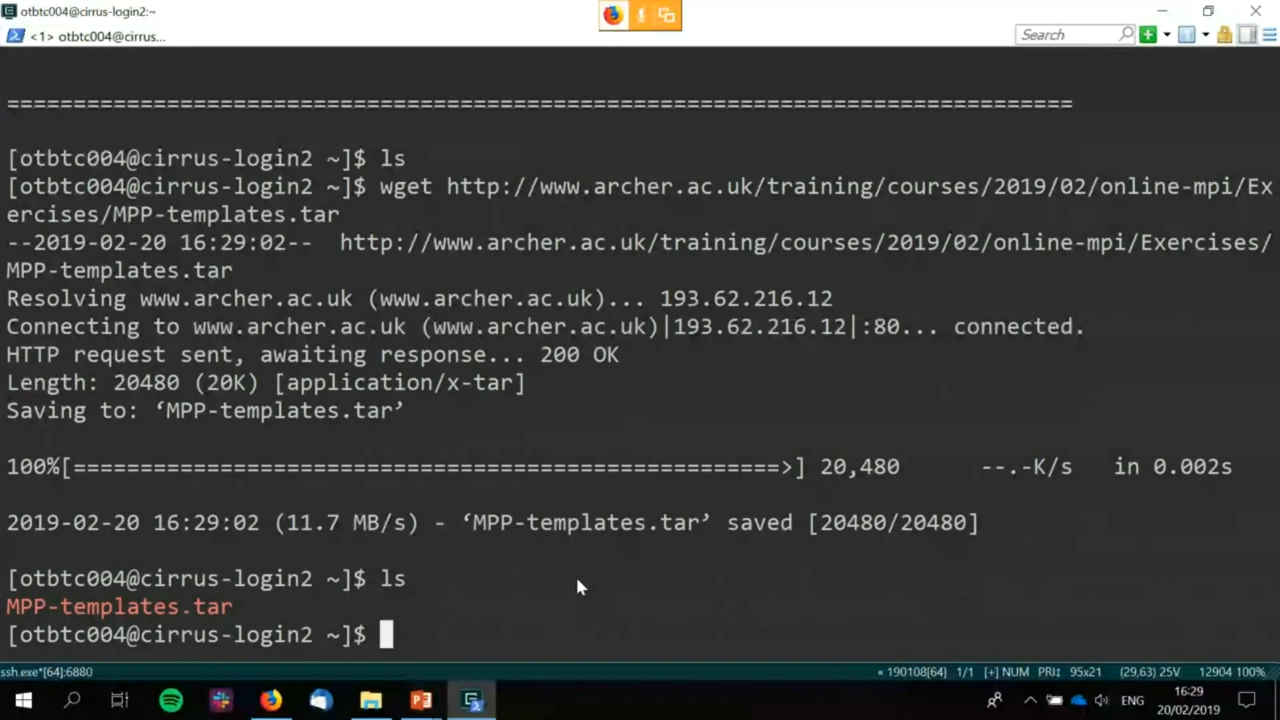 otbtc004@cirrus-login2:~
<1> otbtc004@cirrus...
Search
================================================================================
[otbtc004@cirrus-login2 ~]$ ls
[otbtc004@cirrus-login2 ~]$ wget http://www.archer.ac.uk/training/courses/2019/02/online-mpi/Ex
ercises/MPP-templates.tar
--2019-02-20 16:29:02--  http://www.archer.ac.uk/training/courses/2019/02/online-mpi/Exercises/
MPP-templates.tar
Resolving www.archer.ac.uk (www.archer.ac.uk)... 193.62.216.12
Connecting to www.archer.ac.uk (www.archer.ac.uk)|193.62.216.12|:80... connected.
HTTP request sent, awaiting response... 200 OK
Length: 20480 (20K) [application/x-tar]
Saving to: ‘MPP-templates.tar’
100%[=====================================================>] 20,480      --.-K/s   in 0.002s
2019-02-20 16:29:02 (11.7 MB/s) - ‘MPP-templates.tar’ saved [20480/20480]
[otbtc004@cirrus-login2 ~]$ ls
MPP-templates.tar
[otbtc004@cirrus-login2 ~]$
ssh.exe*[64]:6880
« 190108[64] 1/1 [+] NUM PRI↕ 95x21 (29,63) 25V 12904 100%
ENG
16:29
20/02/2019